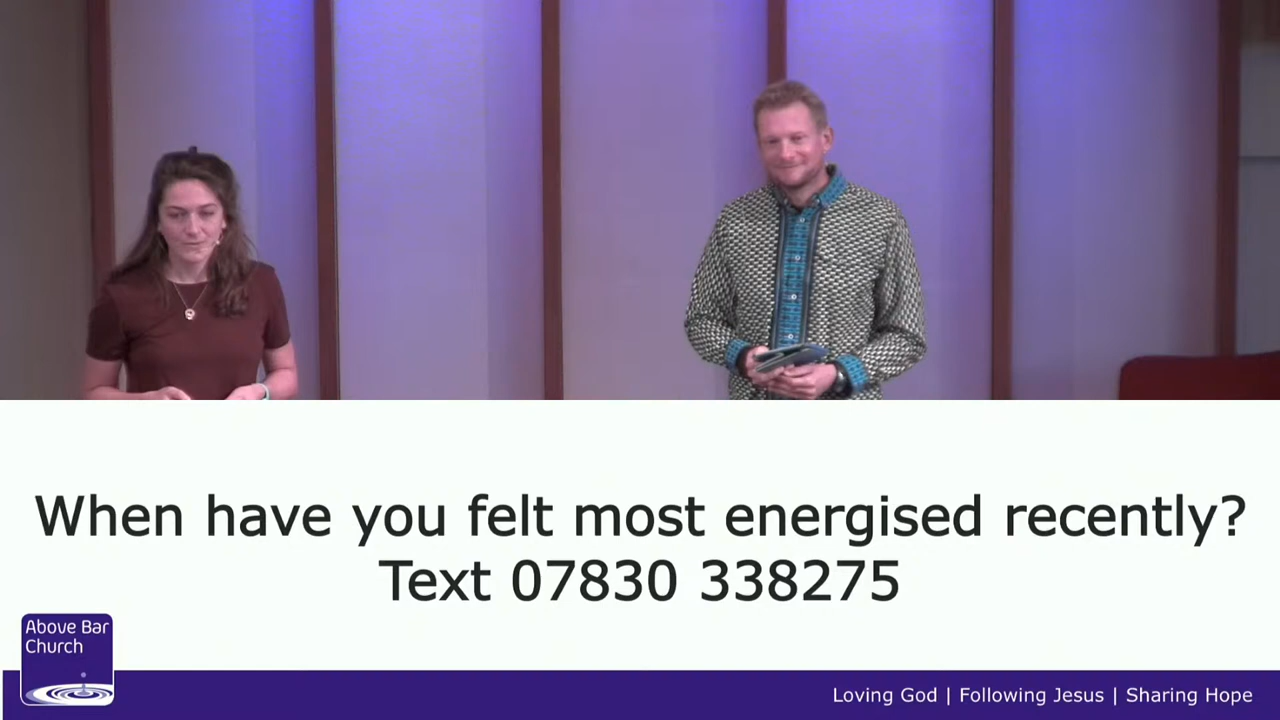 When have you felt most energised recently?
Text 07830 338275
Above Bar
Church
Loving God | Following Jesus | Sharing Hope